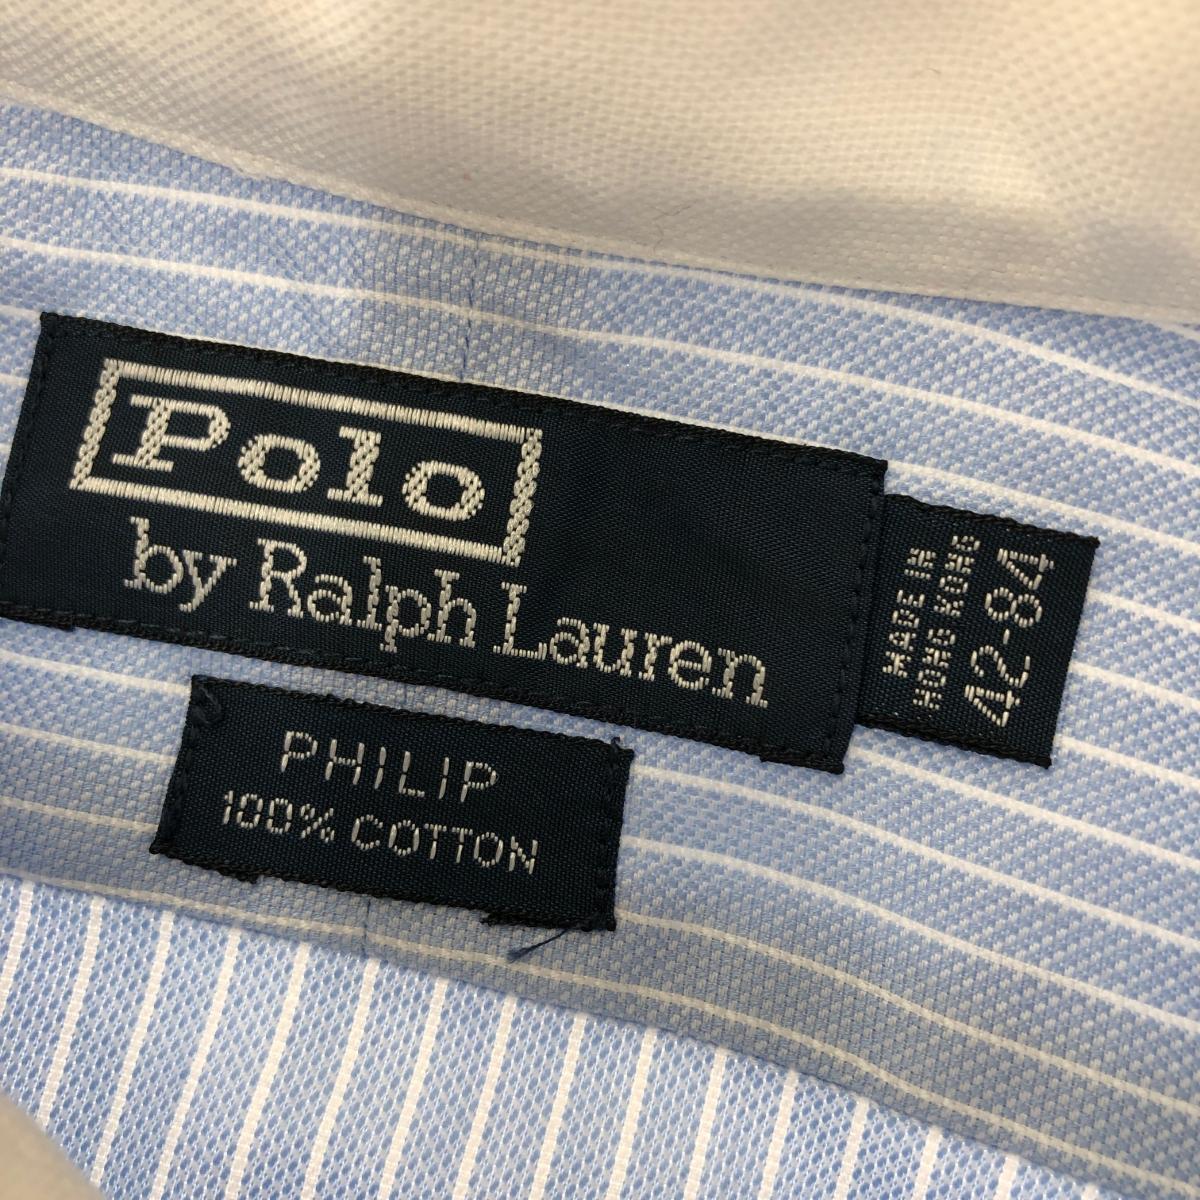 Polo
by Ralph Lauren
MADE IN
HONG KONG
42-84
PHILIP
100% COTTON